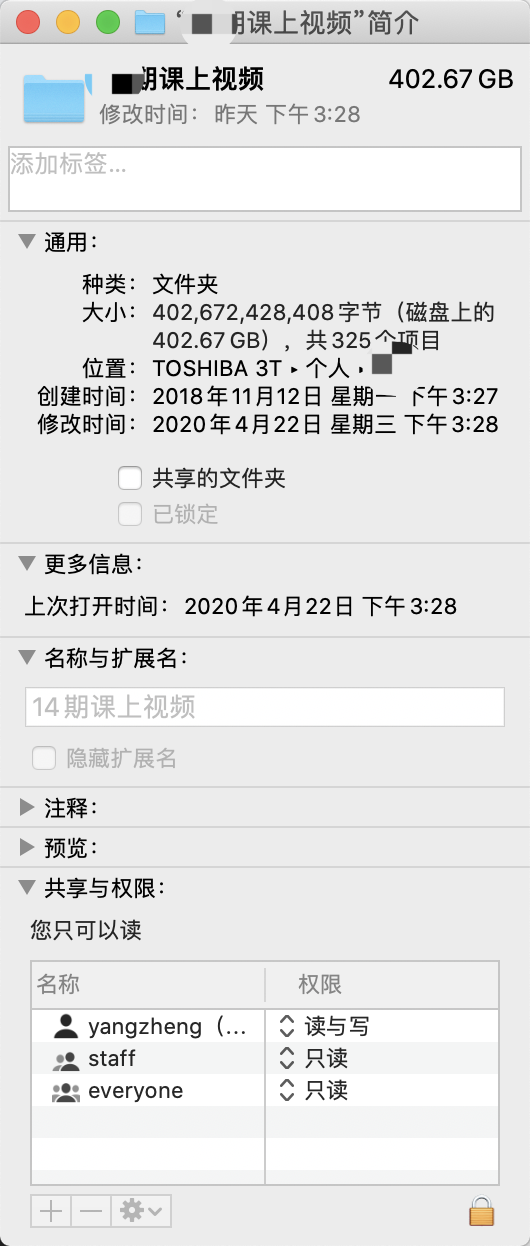 “期课上视频”简介
期课上视频 402.67 GB
修改时间： 昨天 下午 3:28
添加标签...
通用：
种类： 文件夹
大小： 402,672,428,408 字节（磁盘上的
402.67 GB），共 325 个项目
位置： TOSHIBA 3T ▸ 个人 ▸
创建时间： 2018 年 11 月 12 日 星期一 下午 3:27
修改时间： 2020 年 4 月 22 日 星期三 下午 3:28
共享的文件夹
已锁定
更多信息：
上次打开时间： 2020 年 4 月 22 日 下午 3:28
名称与扩展名：
14 期课上视频
隐藏扩展名
注释：
预览：
共享与权限：
您只可以读
名称 权限
yangzheng（... 读与写
staff 只读
everyone 只读